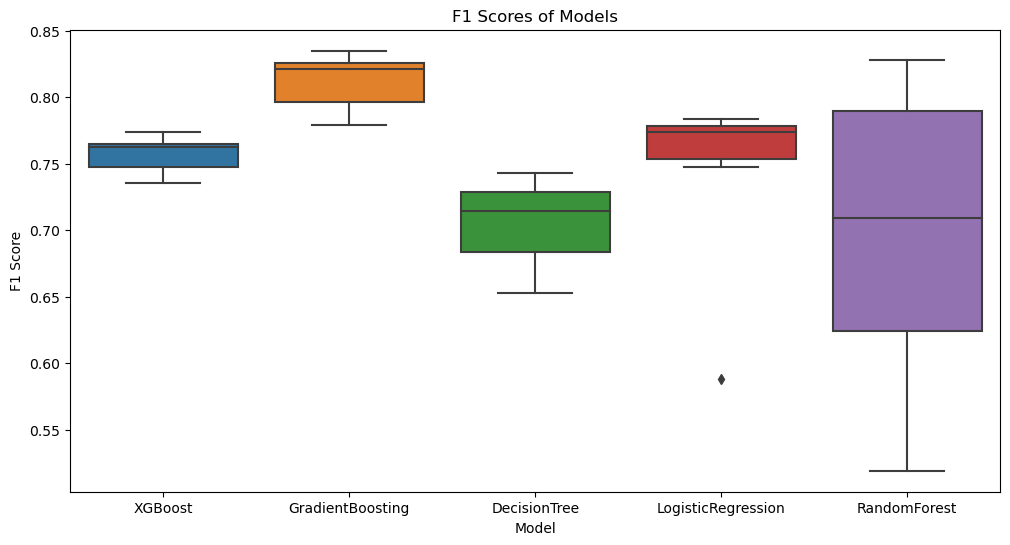 F1 Scores of Models
F1 Score
0.85
0.80
0.75
0.70
0.65
0.60
0.55
XGBoost GradientBoosting DecisionTree LogisticRegression RandomForest
Model